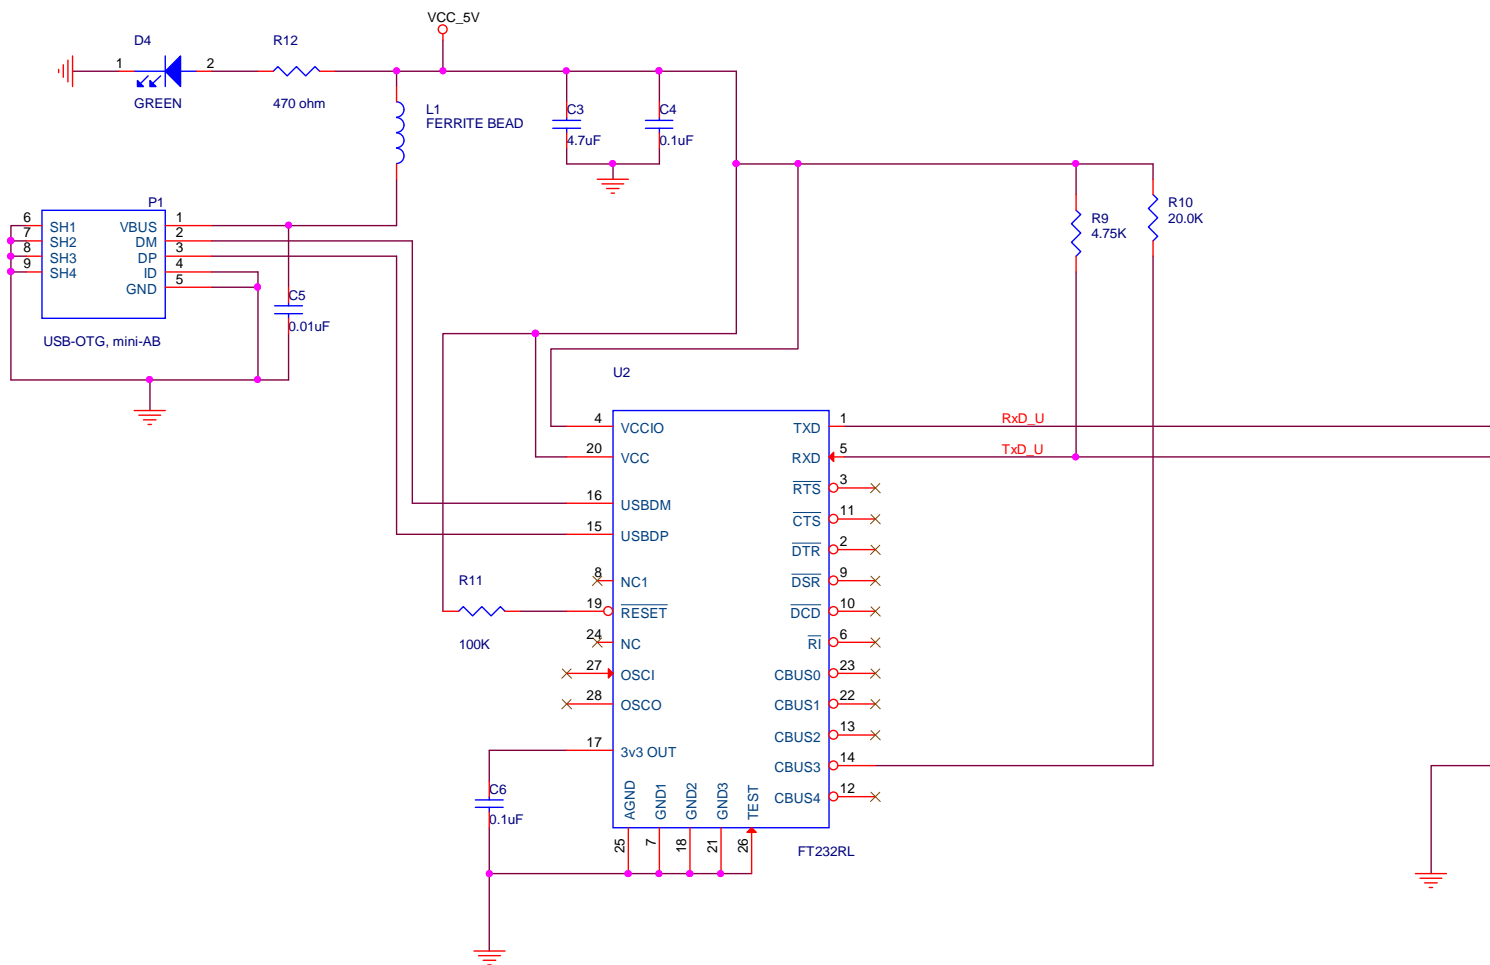 VCC_5V
D4
R12
1
2
GREEN
470 ohm
L1
FERRITE BEAD
C3
4.7uF
C4
0.1uF
P1
6
7
8
9
SH1
SH2
SH3
SH4
VBUS
DM
DP
ID
GND
1
2
3
4
5
USB-OTG, mini-AB
C5
0.01uF
R9
4.75K
R10
20.0K
U2
4
VCCIO
20
VCC
16
USBDM
15
USBDP
8
NC1
R11
100K
19
RESET
24
NC
27
OSCI
28
OSCO
17
3v3 OUT
C6
0.1uF
TXD
1
RxD_U
RXD
5
TxD_U
RTS
3
CTS
11
DTR
2
DSR
9
DCD
10
RI
6
CBUS0
23
CBUS1
22
CBUS2
13
CBUS3
14
CBUS4
12
AGND
GND1
GND2
GND3
TEST
25
7
18
21
26
FT232RL